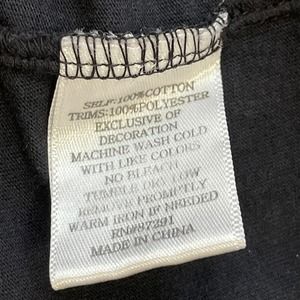 SELF: 100%COTTON
TRIMS: 100%POLYESTER
EXCLUSIVE OF
DECORATION
MACHINE WASH COLD
WITH LIKE COLORS
NO BLEACH
TUMBLE DRY LOW
REMOVE PROMPTLY
WARM IRON IF NEEDED
RN#87291
MADE IN CHINA